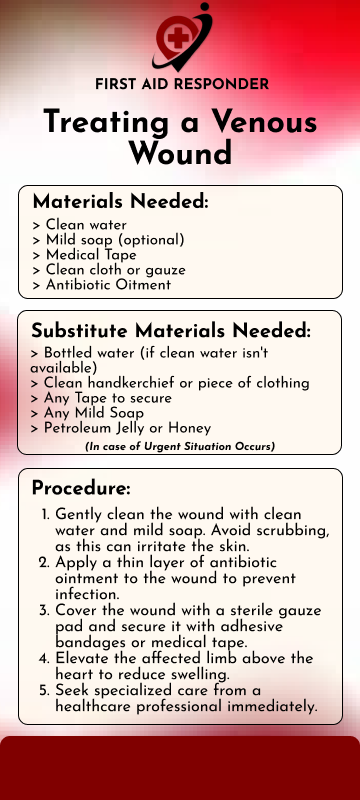 FIRST AID RESPONDER
Treating a Venous
Wound
Materials Needed:
> Clean water
> Mild soap (optional)
> Medical Tape
> Clean cloth or gauze
> Antibiotic Oitment
Substitute Materials Needed:
> Bottled water (if clean water isn't
available)
> Clean handkerchief or piece of clothing
> Any Tape to secure
> Any Mild Soap
> Petroleum Jelly or Honey
(In case of Urgent Situation Occurs)
Procedure:
1. Gently clean the wound with clean
water and mild soap. Avoid scrubbing,
as this can irritate the skin.
2. Apply a thin layer of antibiotic
ointment to the wound to prevent
infection.
3. Cover the wound with a sterile gauze
pad and secure it with adhesive
bandages or medical tape.
4. Elevate the affected limb above the
heart to reduce swelling.
5. Seek specialized care from a
healthcare professional immediately.